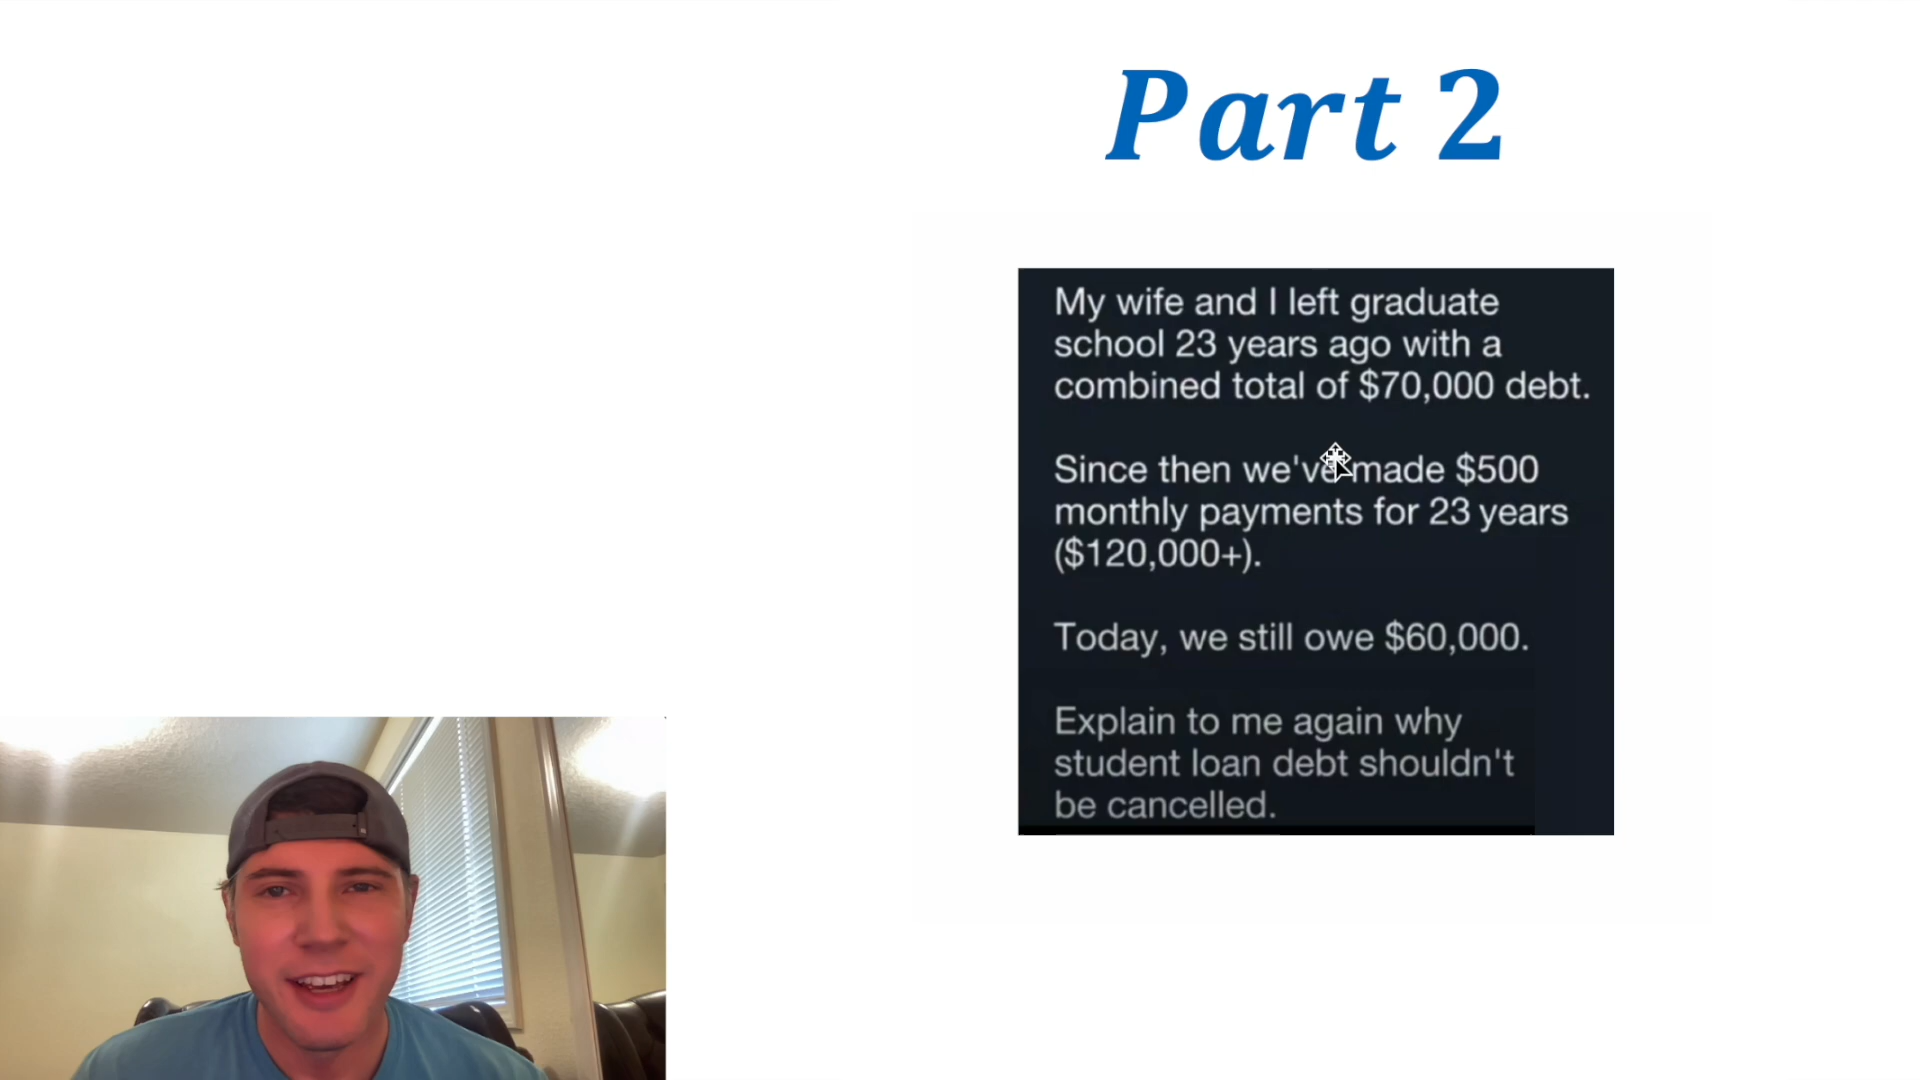 Part 2
My wife and I left graduate
school 23 years ago with a
combined total of $70,000 debt.
Since then we've made $500
monthly payments for 23 years
($120,000+).
Today, we still owe $60,000.
Explain to me again why
student loan debt shouldn't
be cancelled.